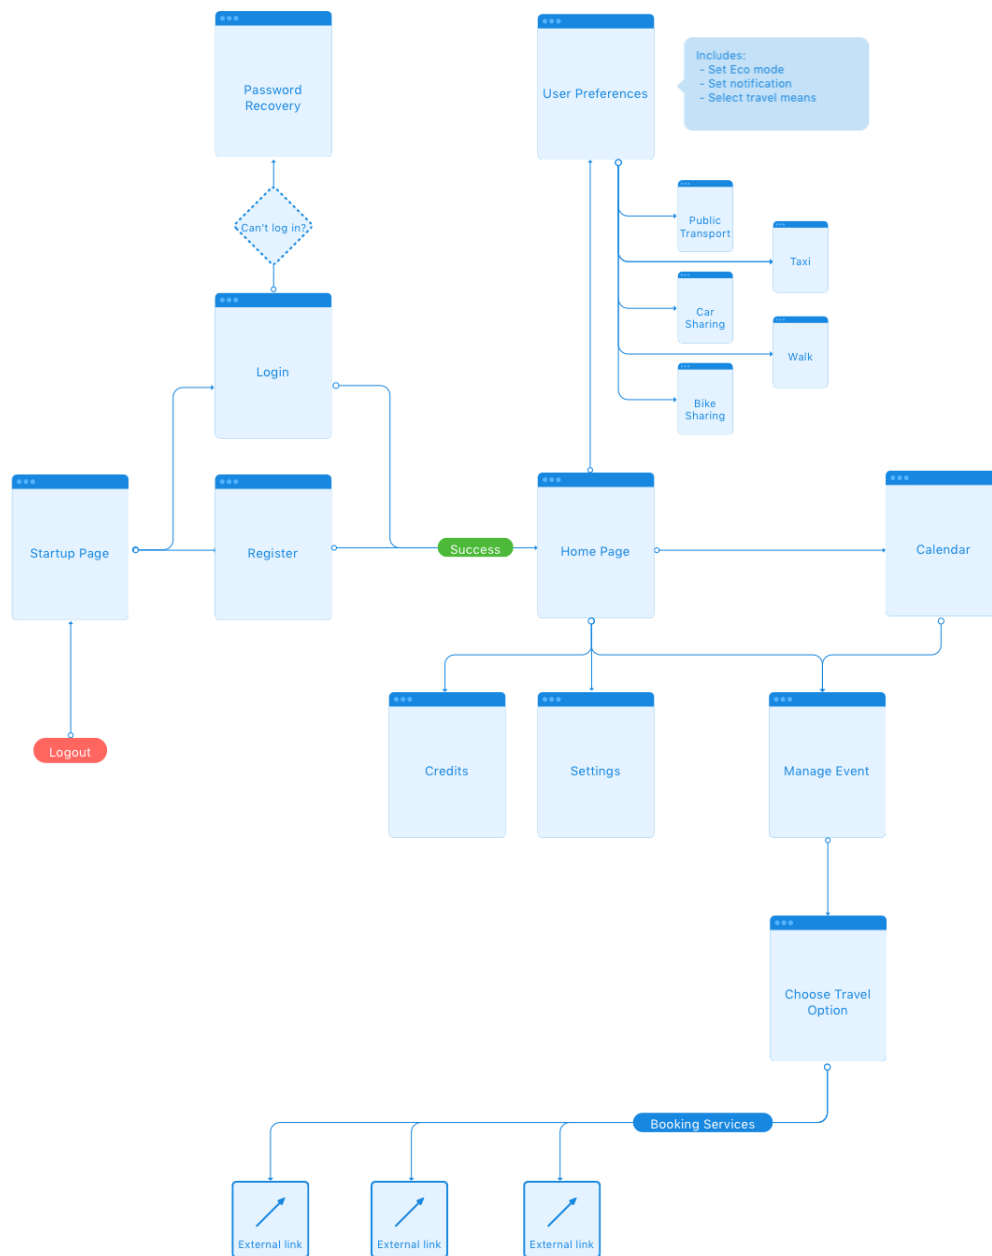 Password
Recovery
User Preferences
Includes:
- Set Eco mode
- Set notification
- Select travel means
Can't log in?
Public
Transport
Taxi
Car
Sharing
Walk
Bike
Sharing
Login
Startup Page
Register
Success
Home Page
Calendar
Logout
Credits
Settings
Manage Event
Choose Travel
Option
Booking Services
External link
External link
External link